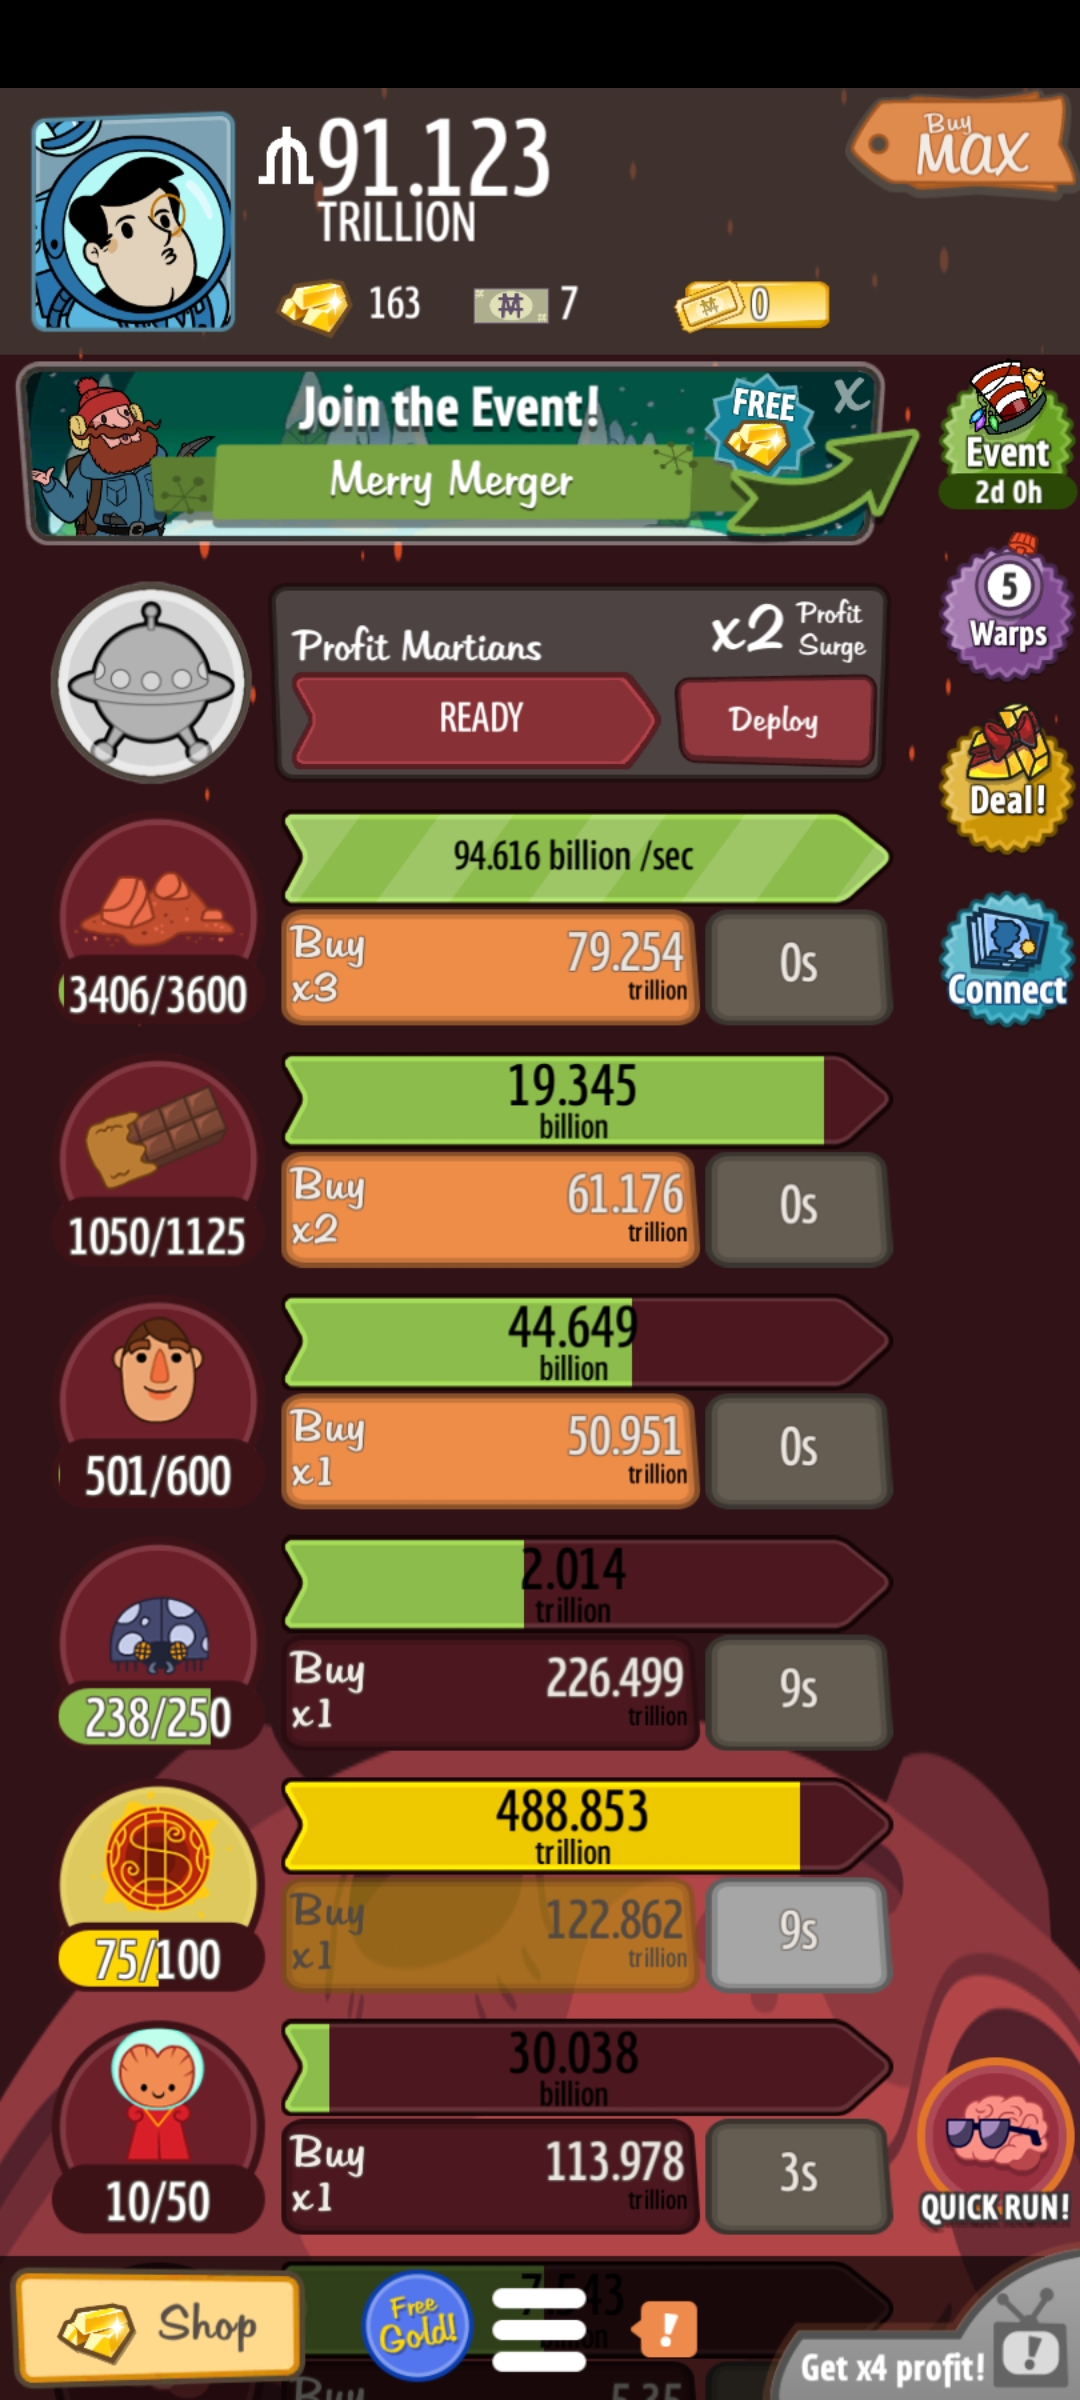 ₼91.123
TRILLION
Buy
MAX
163
7
0
Join the Event!
Merry Merger
FREE
X
Event
2d 0h
Profit Martians
x2 Profit Surge
READY
Deploy
5
Warps
Deal!
94.616 billion /sec
3406/3600
Buy x3
79.254 trillion
0s
Connect
19.345
billion
1050/1125
Buy x2
61.176 trillion
0s
44.649
billion
501/600
Buy x1
50.951 trillion
0s
2.014
trillion
238/250
Buy x1
226.499 trillion
9s
488.853
trillion
75/100
Buy x1
122.862 trillion
9s
30.038
billion
10/50
Buy x1
113.978 trillion
3s
QUICK RUN!
Shop
Free Gold!
!
Get x4 profit!
!
Buy
5.35